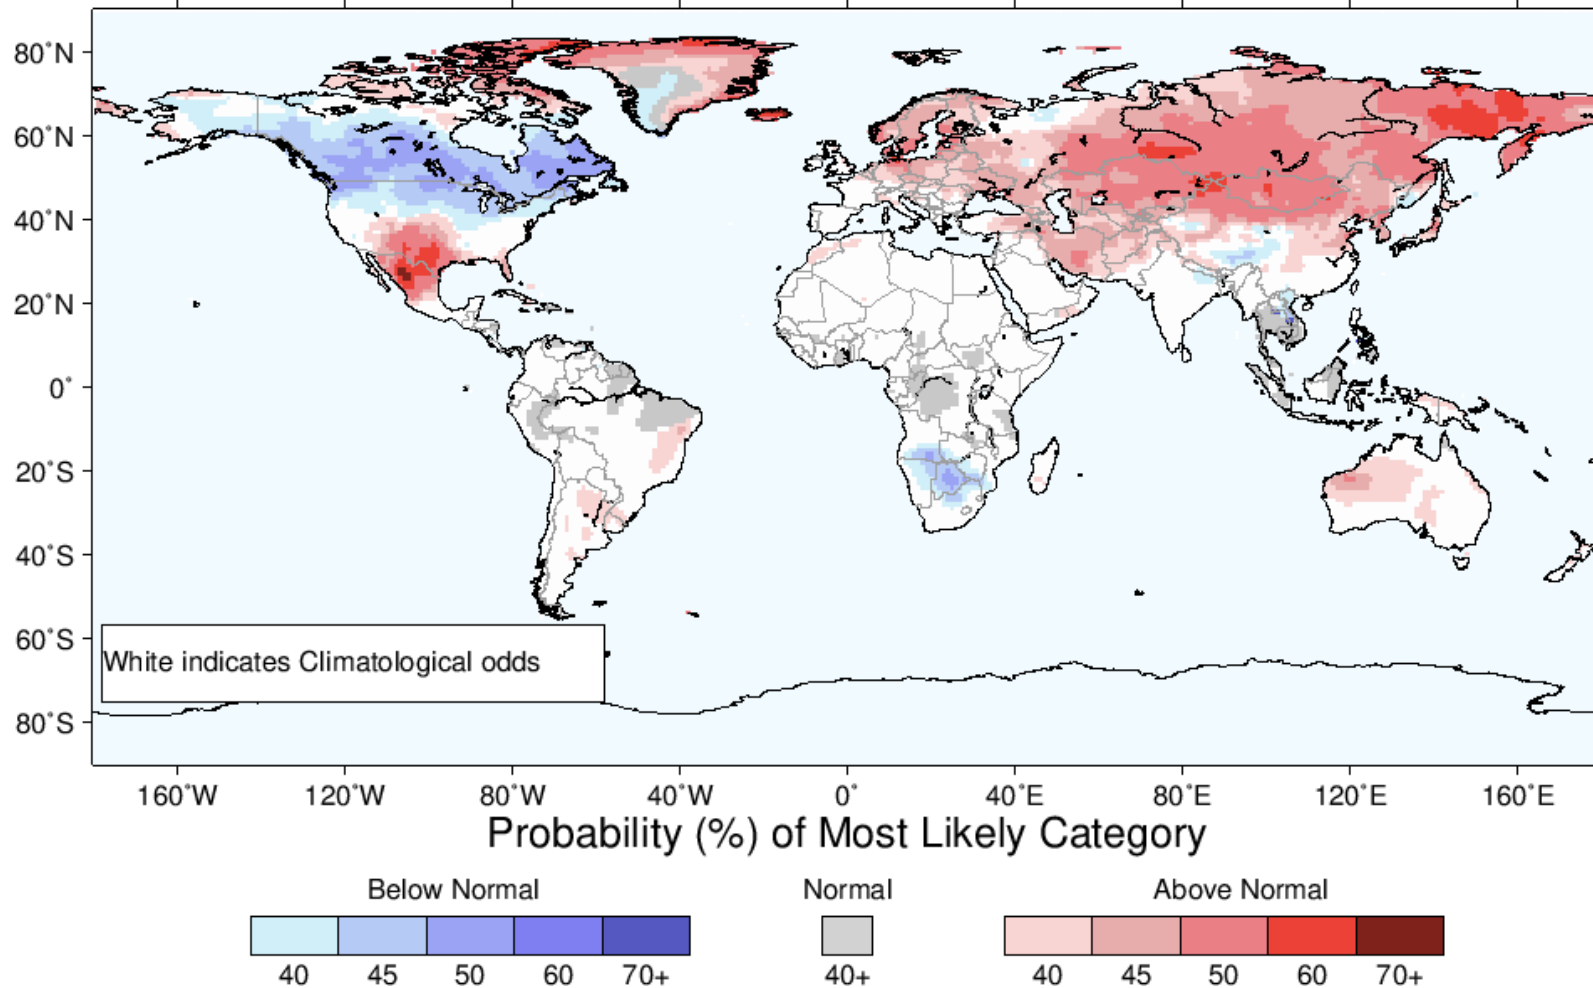 80°N
60°N
40°N
20°N
0°
20°S
40°S
60°S
80°S
White indicates Climatological odds
160°W 120°W 80°W 40°W 0° 40°E 80°E 120°E 160°E
Probability (%) of Most Likely Category
Below Normal Normal Above Normal
40 45 50 60 70+ 40+ 40 45 50 60 70+